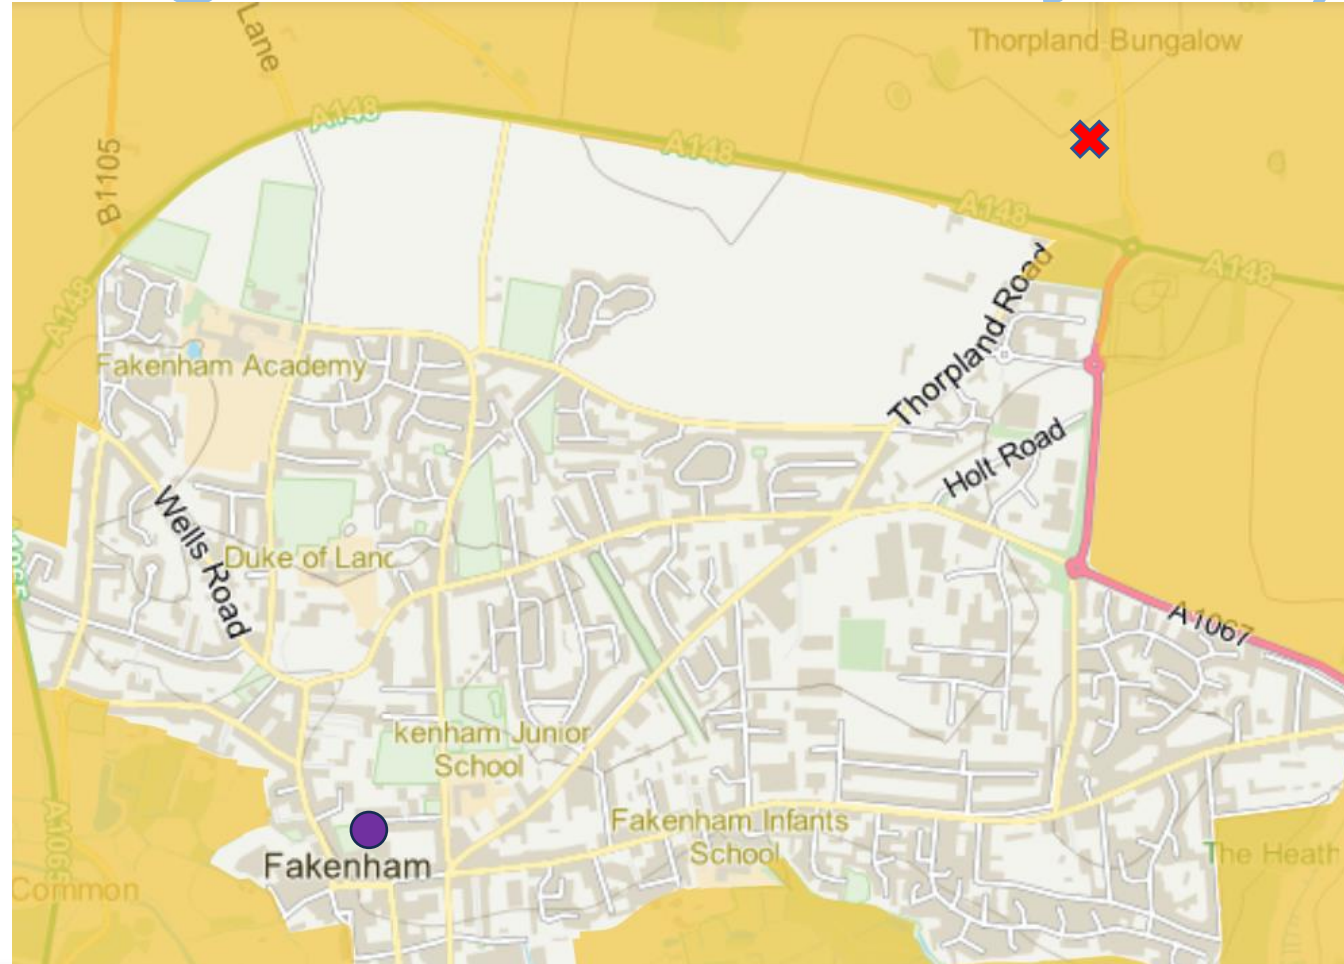 Lane
Thorpland Bungalow
A148
A148
B1105
A148
A148
A148
Thorpland Road
Fakenham Academy
Holt Road
Wells Road
Duke of Lanc
A1065
A1067
kenham Junior
School
Fakenham Infants
School
The Heath
A1065
Fakenham
Common